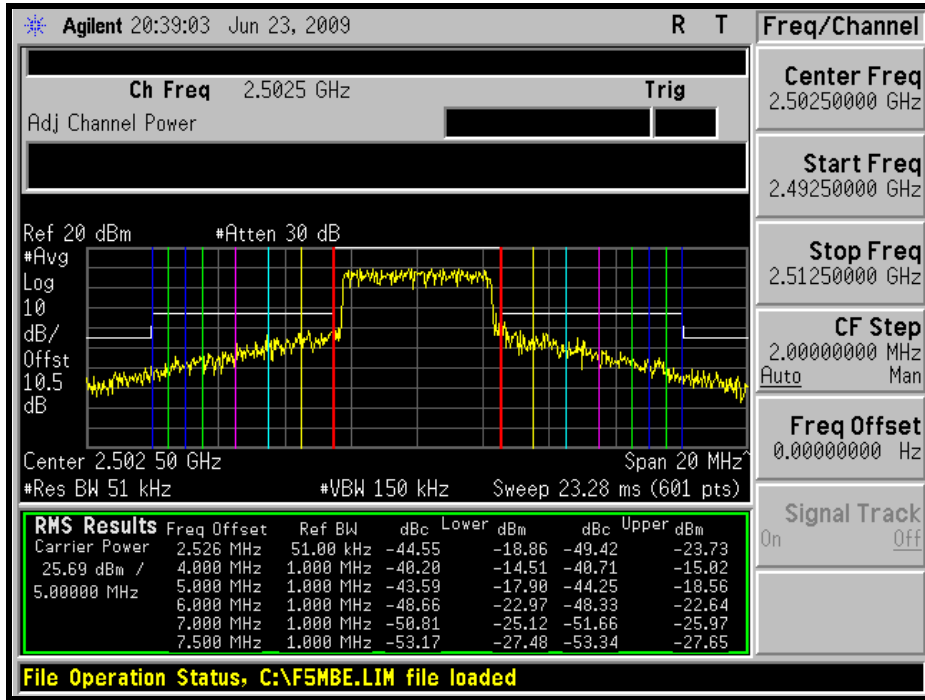 Agilent 20:39:03 Jun 23, 2009 R T
Freq/Channel
Ch Freq 2.5025 GHz Trig
Adj Channel Power
Center Freq
2.50250000 GHz
Start Freq
2.49250000 GHz
Stop Freq
2.51250000 GHz
CF Step
2.00000000 MHz
Auto Man
Freq Offset
0.00000000 Hz
Signal Track
On Off
Ref 20 dBm #Atten 30 dB
#Avg
Log
10
dB/
Offst
10.5
dB
Center 2.502 50 GHz Span 20 MHz^
#Res BW 51 kHz #VBW 150 kHz Sweep 23.28 ms (601 pts)
RMS Results Freq Offset Ref BW dBc Lower dBm dBc Upper dBm
Carrier Power 2.526 MHz 51.00 kHz -44.55 -18.86 -49.42 -23.73
25.69 dBm / 4.000 MHz 1.000 MHz -40.20 -14.51 -40.71 -15.02
5.00000 MHz 5.000 MHz 1.000 MHz -43.59 -17.90 -44.25 -18.56
6.000 MHz 1.000 MHz -48.66 -22.97 -48.33 -22.64
7.000 MHz 1.000 MHz -50.81 -25.12 -51.66 -25.97
7.500 MHz 1.000 MHz -53.17 -27.48 -53.34 -27.65
File Operation Status, C:\F5MBE.LIM file loaded